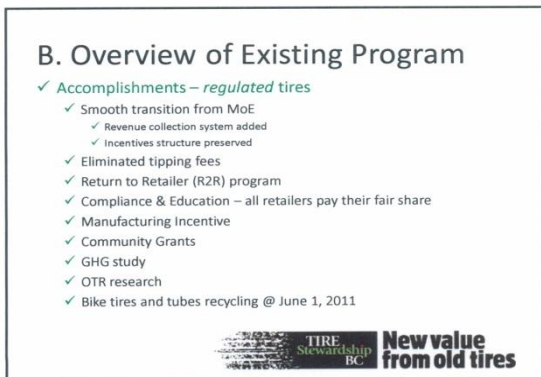 B. Overview of Existing Program
✓ Accomplishments – regulated tires
✓ Smooth transition from MoE
✓ Revenue collection system added
✓ Incentives structure preserved
✓ Eliminated tipping fees
✓ Return to Retailer (R2R) program
✓ Compliance & Education – all retailers pay their fair share
✓ Manufacturing Incentive
✓ Community Grants
✓ GHG study
✓ OTR research
✓ Bike tires and tubes recycling @ June 1, 2011
TIRE
Stewardship
BC
New value
from old tires